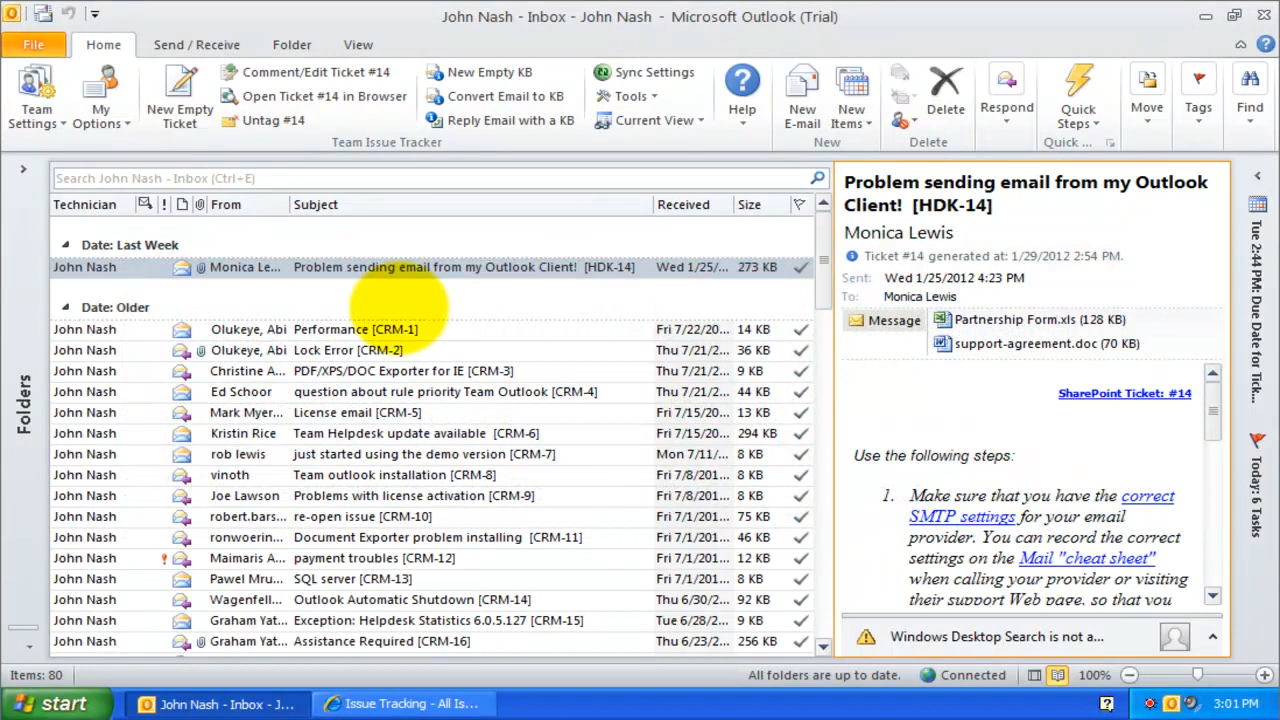 John Nash - Inbox - John Nash - Microsoft Outlook (Trial)
File Home Send / Receive Folder View
Team Settings
My Options
New Empty Ticket
Comment/Edit Ticket #14
Open Ticket #14 in Browser
Untag #14
New Empty KB
Convert Email to KB
Reply Email with a KB
Sync Settings
Tools
Current View
Help
New E-mail
New Items
Delete
Respond
Quick Steps
Move
Tags
Find
Team Issue Tracker New Delete Quick ...
Search John Nash - Inbox (Ctrl+E)
Technician From Subject Received Size
Date: Last Week
John Nash Monica Le... Problem sending email from my Outlook Client! [HDK-14] Wed 1/25/... 273 KB
Date: Older
John Nash Olukeye, Abi Performance [CRM-1] Fri 7/22/20... 14 KB
John Nash Olukeye, Abi Lock Error [CRM-2] Thu 7/21/2... 36 KB
John Nash Christine A... PDF/XPS/DOC Exporter for IE [CRM-3] Thu 7/21/2... 9 KB
John Nash Ed Schoor question about rule priority Team Outlook [CRM-4] Thu 7/21/2... 44 KB
John Nash Mark Myer... License email [CRM-5] Fri 7/15/20... 13 KB
John Nash Kristin Rice Team Helpdesk update available [CRM-6] Fri 7/15/20... 294 KB
John Nash rob lewis just started using the demo version [CRM-7] Mon 7/11/... 8 KB
John Nash vinoth Team outlook installation [CRM-8] Fri 7/8/201... 8 KB
John Nash Joe Lawson Problems with license activation [CRM-9] Fri 7/8/201... 8 KB
John Nash robert.bars... re-open issue [CRM-10] Fri 7/1/201... 75 KB
John Nash ronwoerin... Document Exporter problem installing [CRM-11] Fri 7/1/201... 46 KB
John Nash Maimaris A... payment troubles [CRM-12] Fri 7/1/201... 12 KB
John Nash Pawel Mru... SQL server [CRM-13] Fri 7/1/201... 8 KB
John Nash Wagenfell... Outlook Automatic Shutdown [CRM-14] Thu 6/30/2... 92 KB
John Nash Graham Yat... Exception: Helpdesk Statistics 6.0.5.127 [CRM-15] Tue 6/28/2... 9 KB
John Nash Graham Yat... Assistance Required [CRM-16] Thu 6/23/2... 256 KB
Folders
Problem sending email from my Outlook
Client! [HDK-14]
Monica Lewis
Ticket #14 generated at: 1/29/2012 2:54 PM.
Sent: Wed 1/25/2012 4:23 PM
To: Monica Lewis
Message
Partnership Form.xls (128 KB)
support-agreement.doc (70 KB)
SharePoint Ticket: #14
Use the following steps:
1. Make sure that you have the correct
SMTP settings for your email
provider. You can record the correct
settings on the Mail "cheat sheet"
when calling your provider or visiting
their support Web page, so that you
Windows Desktop Search is not a...
Tue 2:44 PM: Due Date for Tick...
Today: 6 Tasks
Items: 80 All folders are up to date. Connected 100%
start John Nash - Inbox - J... Issue Tracking - All Is... 3:01 PM